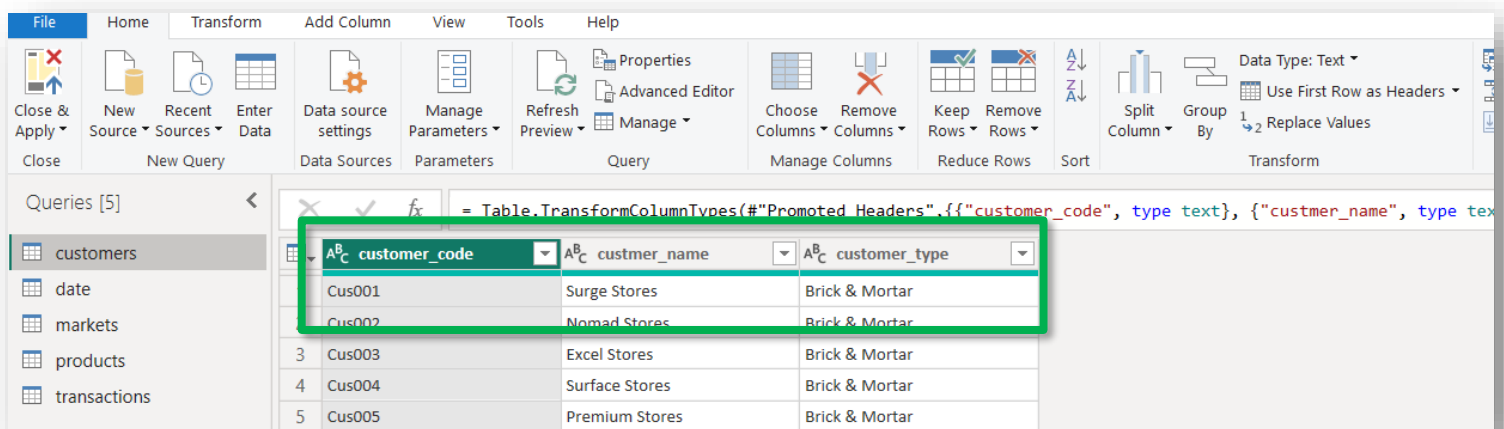 File Home Transform Add Column View Tools Help
Close & Apply
New Source
Recent Sources
Enter Data
Data source settings
Manage Parameters
Refresh Preview
Properties
Advanced Editor
Manage
Choose Columns
Remove Columns
Keep Rows
Remove Rows
Split Column
Group By
Data Type: Text
Use First Row as Headers
Replace Values
Close New Query Data Sources Parameters Query Manage Columns Reduce Rows Sort Transform
Queries [5]
fx = Table.TransformColumnTypes(#"Promoted Headers",{{"customer_code", type text}, {"custmer_name", type tex
customers
date
markets
products
transactions
ABC customer_code ABC custmer_name ABC customer_type
Cus001 Surge Stores Brick & Mortar
Cus002 Nomad Stores Brick & Mortar
3 Cus003 Excel Stores Brick & Mortar
4 Cus004 Surface Stores Brick & Mortar
5 Cus005 Premium Stores Brick & Mortar